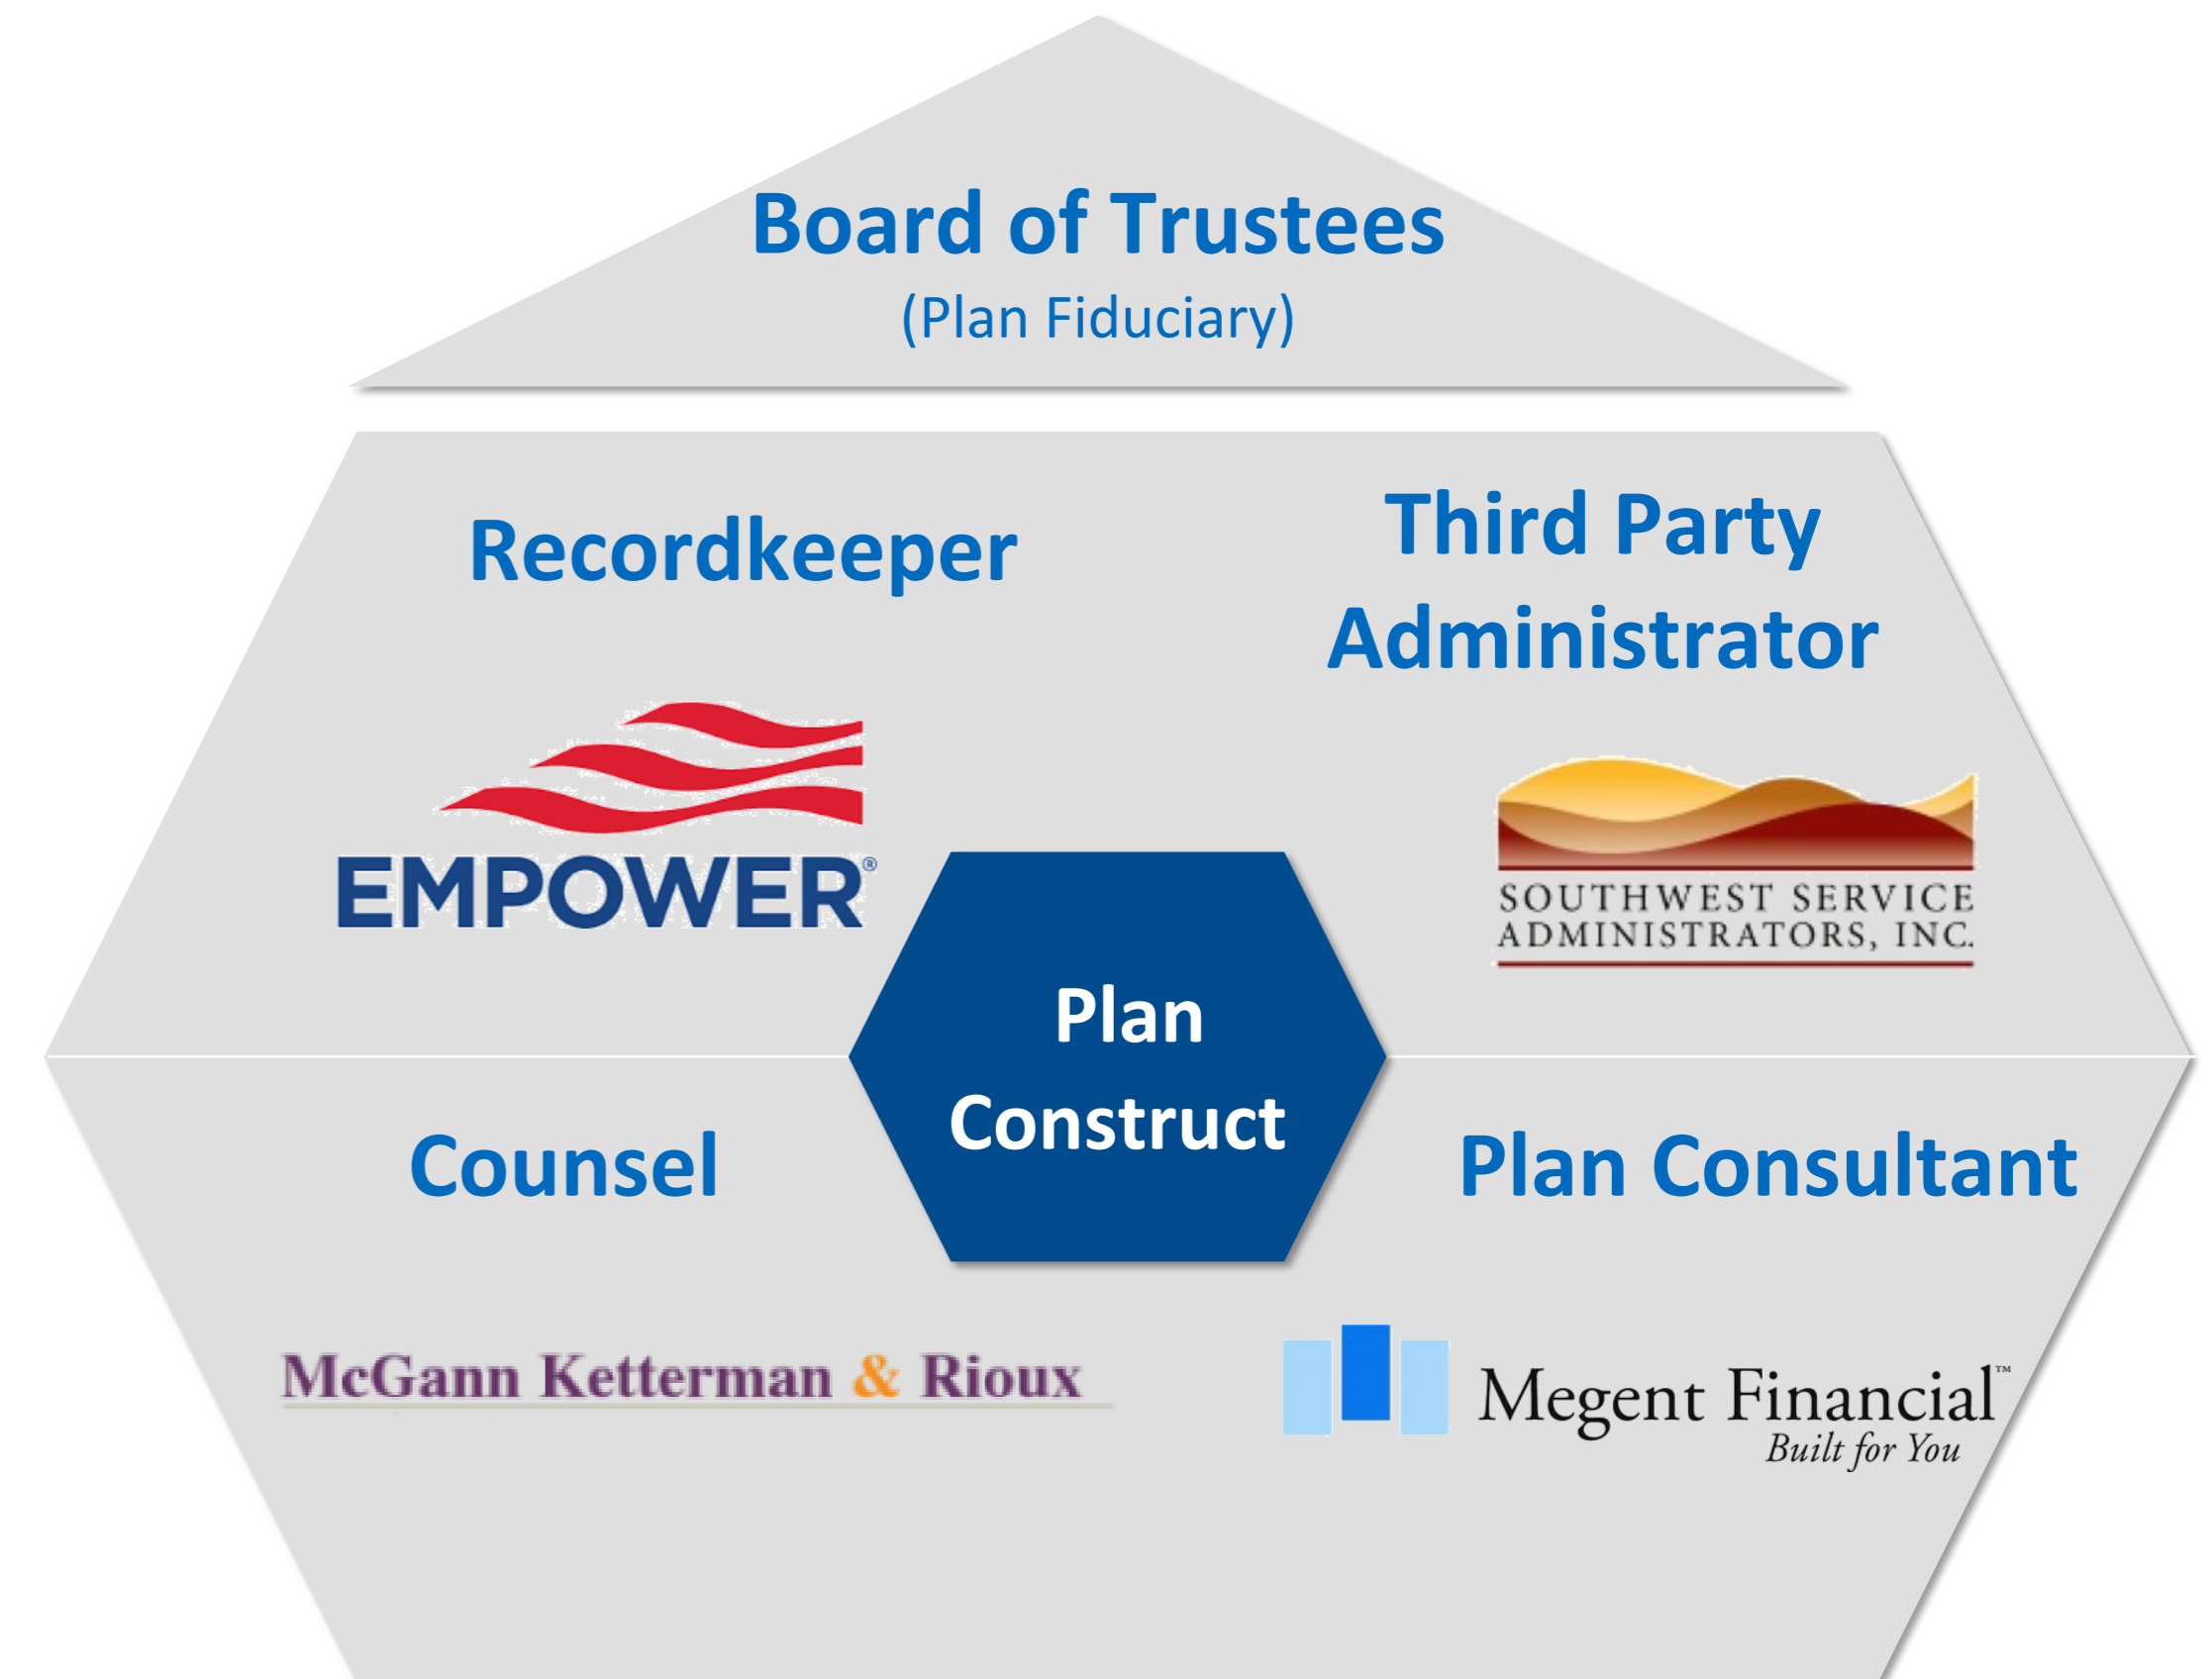 Board of Trustees
(Plan Fiduciary)
Recordkeeper
Third Party
Administrator
EMPOWER®
SOUTHWEST SERVICE
ADMINISTRATORS, INC.
Plan
Construct
Counsel
Plan Consultant
McGann Ketterman & Rioux
Megent Financial™
Built for You